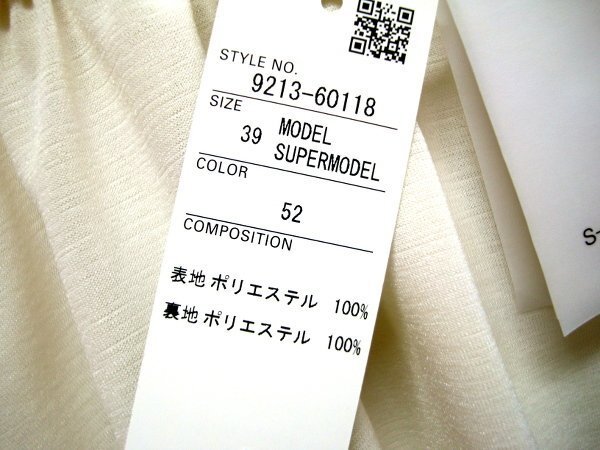 STYLE NO.
9213-60118
SIZE
39 MODEL
SUPERMODEL
COLOR
52
COMPOSITION
表地 ポリエステル 100%
裏地 ポリエステル 100%
S-